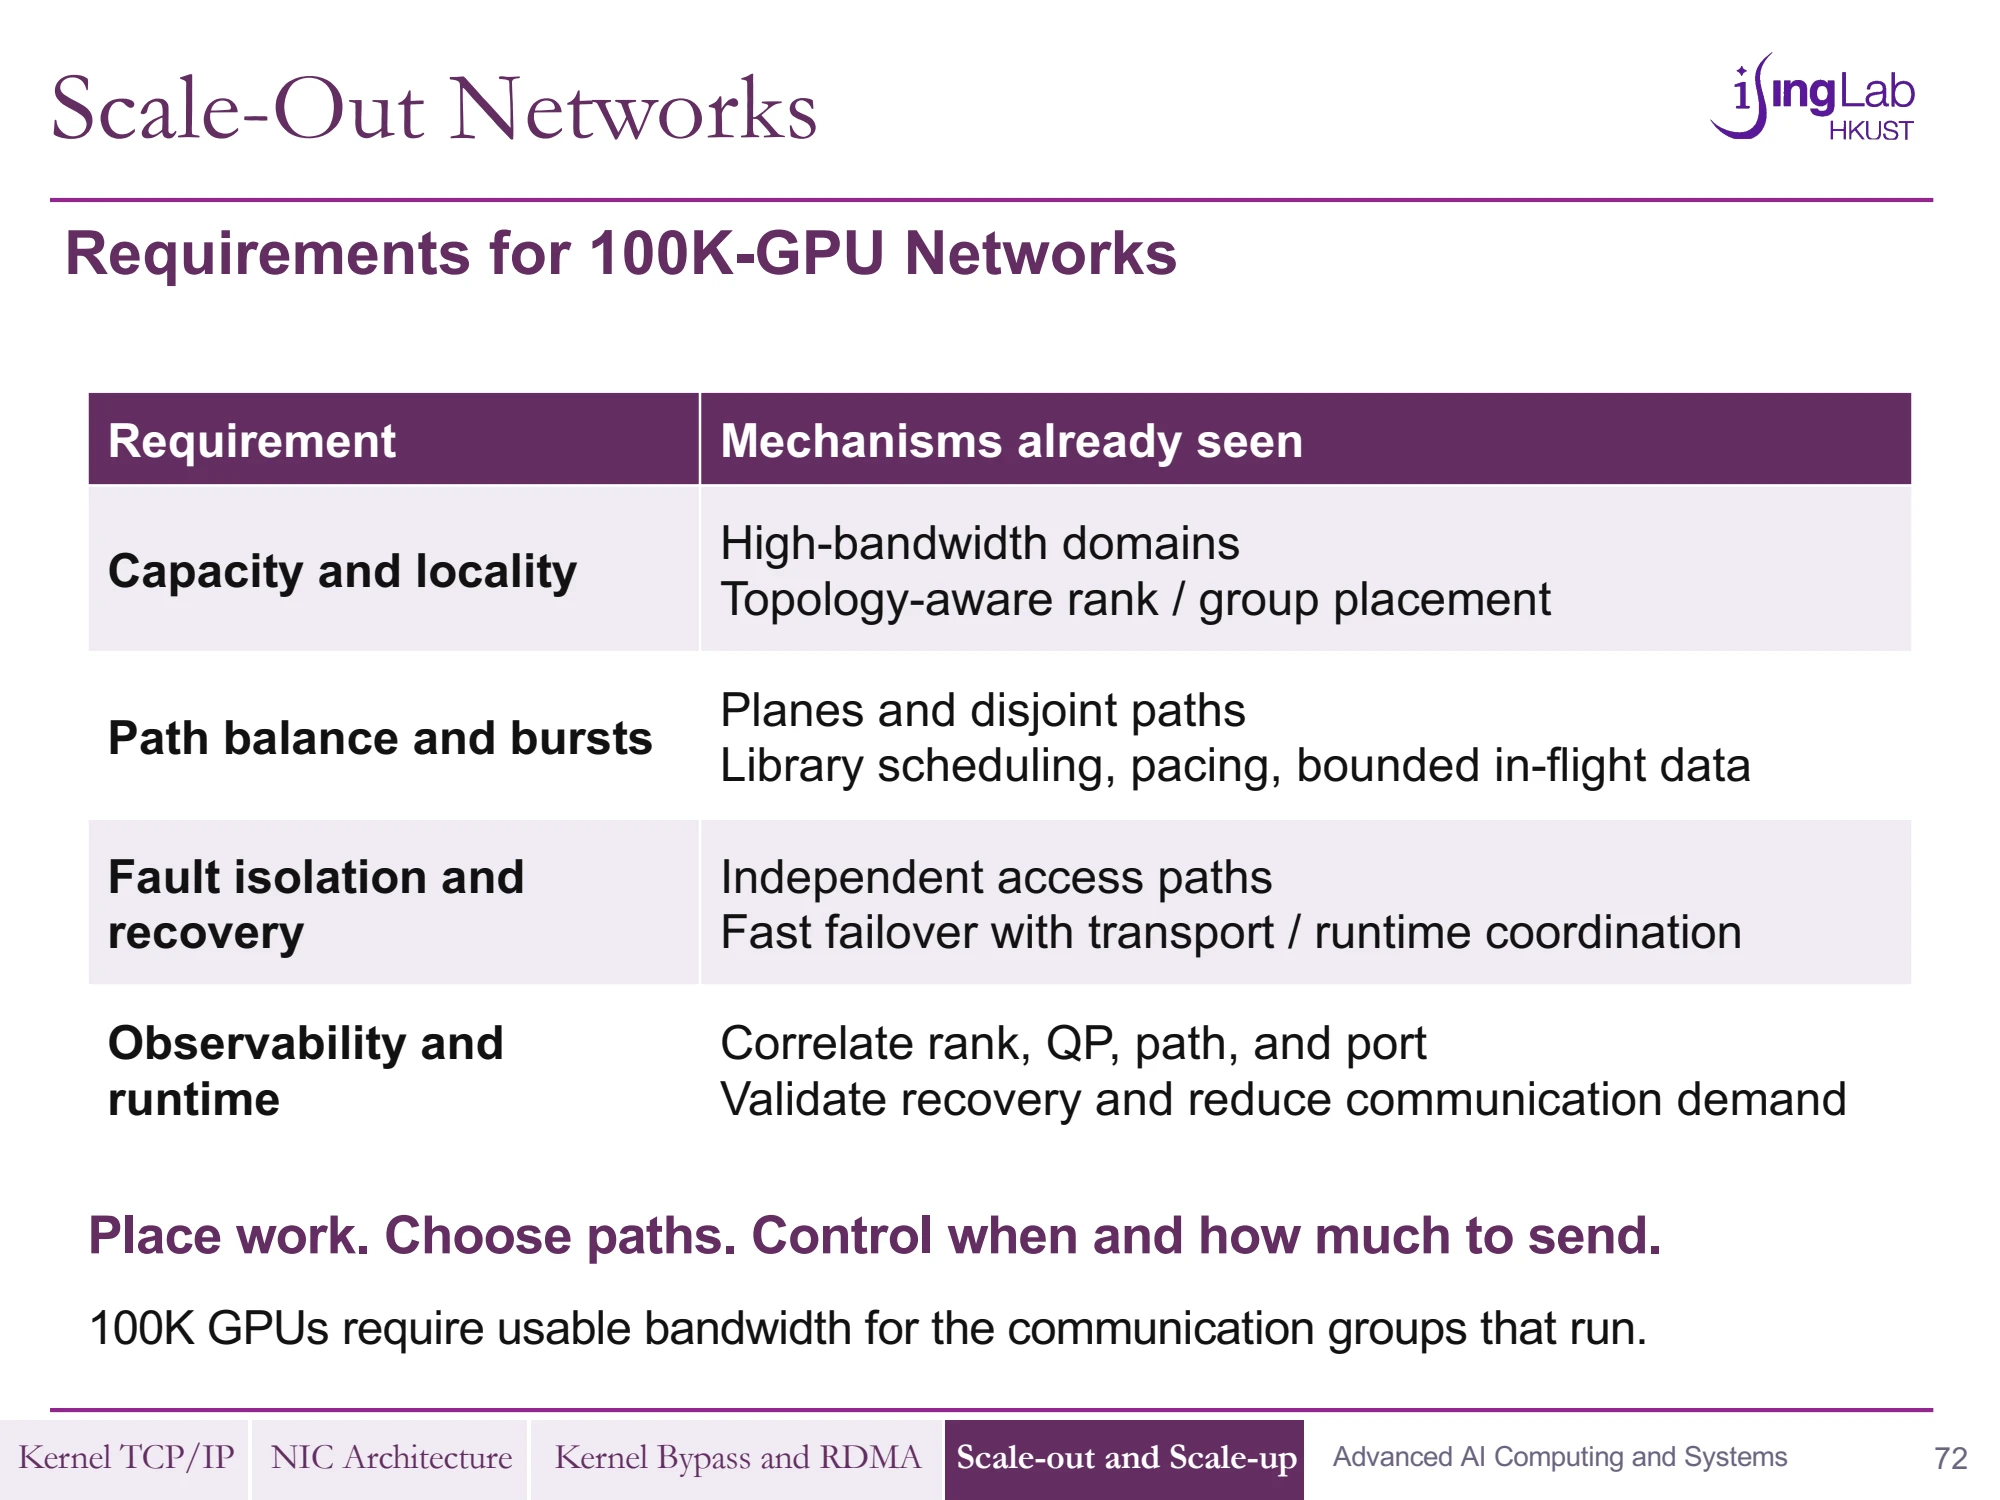 Scale-Out Networks
isingLab
HKUST
Requirements for 100K-GPU Networks
Requirement
Mechanisms already seen
Capacity and locality
High-bandwidth domains
Topology-aware rank / group placement
Path balance and bursts
Planes and disjoint paths
Library scheduling, pacing, bounded in-flight data
Fault isolation and
recovery
Independent access paths
Fast failover with transport / runtime coordination
Observability and
runtime
Correlate rank, QP, path, and port
Validate recovery and reduce communication demand
Place work. Choose paths. Control when and how much to send.
100K GPUs require usable bandwidth for the communication groups that run.
Kernel TCP/IP
NIC Architecture
Kernel Bypass and RDMA
Scale-out and Scale-up
Advanced AI Computing and Systems
72